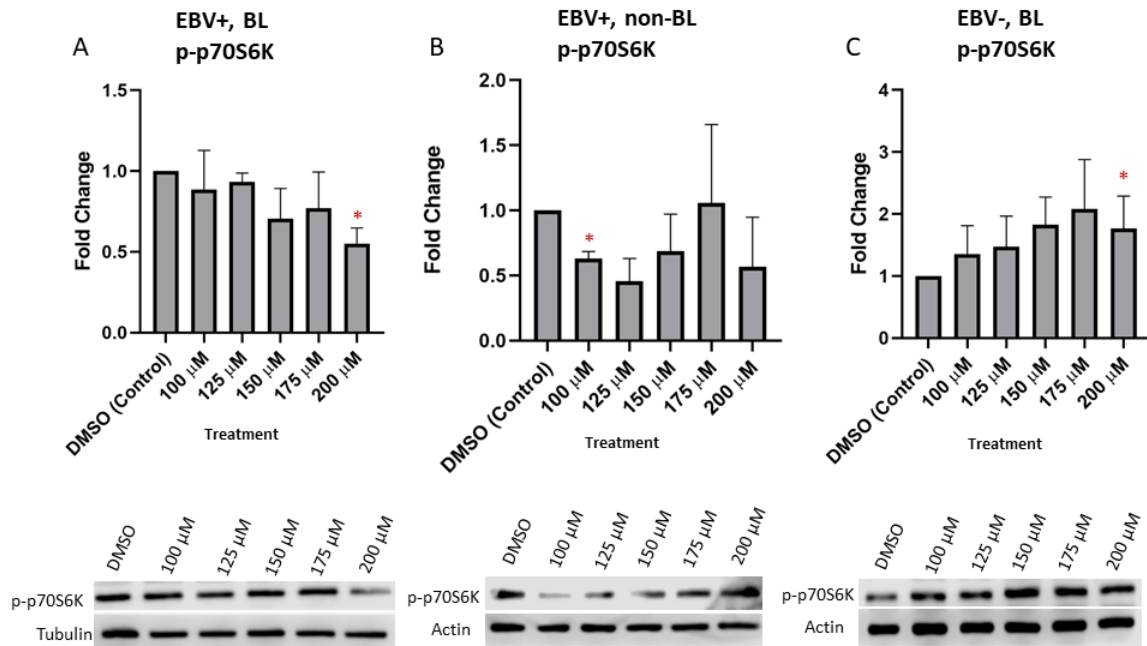 A
EBV+, BL
p-p70S6K
Fold Change
1.5
1.0
0.5
0.0
*
DMSO (Control)
100 μM
125 μM
150 μM
175 μM
200 μM
Treatment
B
EBV+, non-BL
p-p70S6K
Fold Change
2.0
1.5
1.0
0.5
0.0
*
DMSO (Control)
100 μM
125 μM
150 μM
175 μM
200 μM
Treatment
C
EBV-, BL
p-p70S6K
Fold Change
4
3
2
1
0
*
DMSO (Control)
100 μM
125 μM
150 μM
175 μM
200 μM
Treatment
DMSO
100 μM
125 μM
150 μM
175 μM
200 μM
p-p70S6K
Tubulin
DMSO
100 μM
125 μM
150 μM
175 μM
200 μM
p-p70S6K
Actin
DMSO
100 μM
125 μM
150 μM
175 μM
200 μM
p-p70S6K
Actin